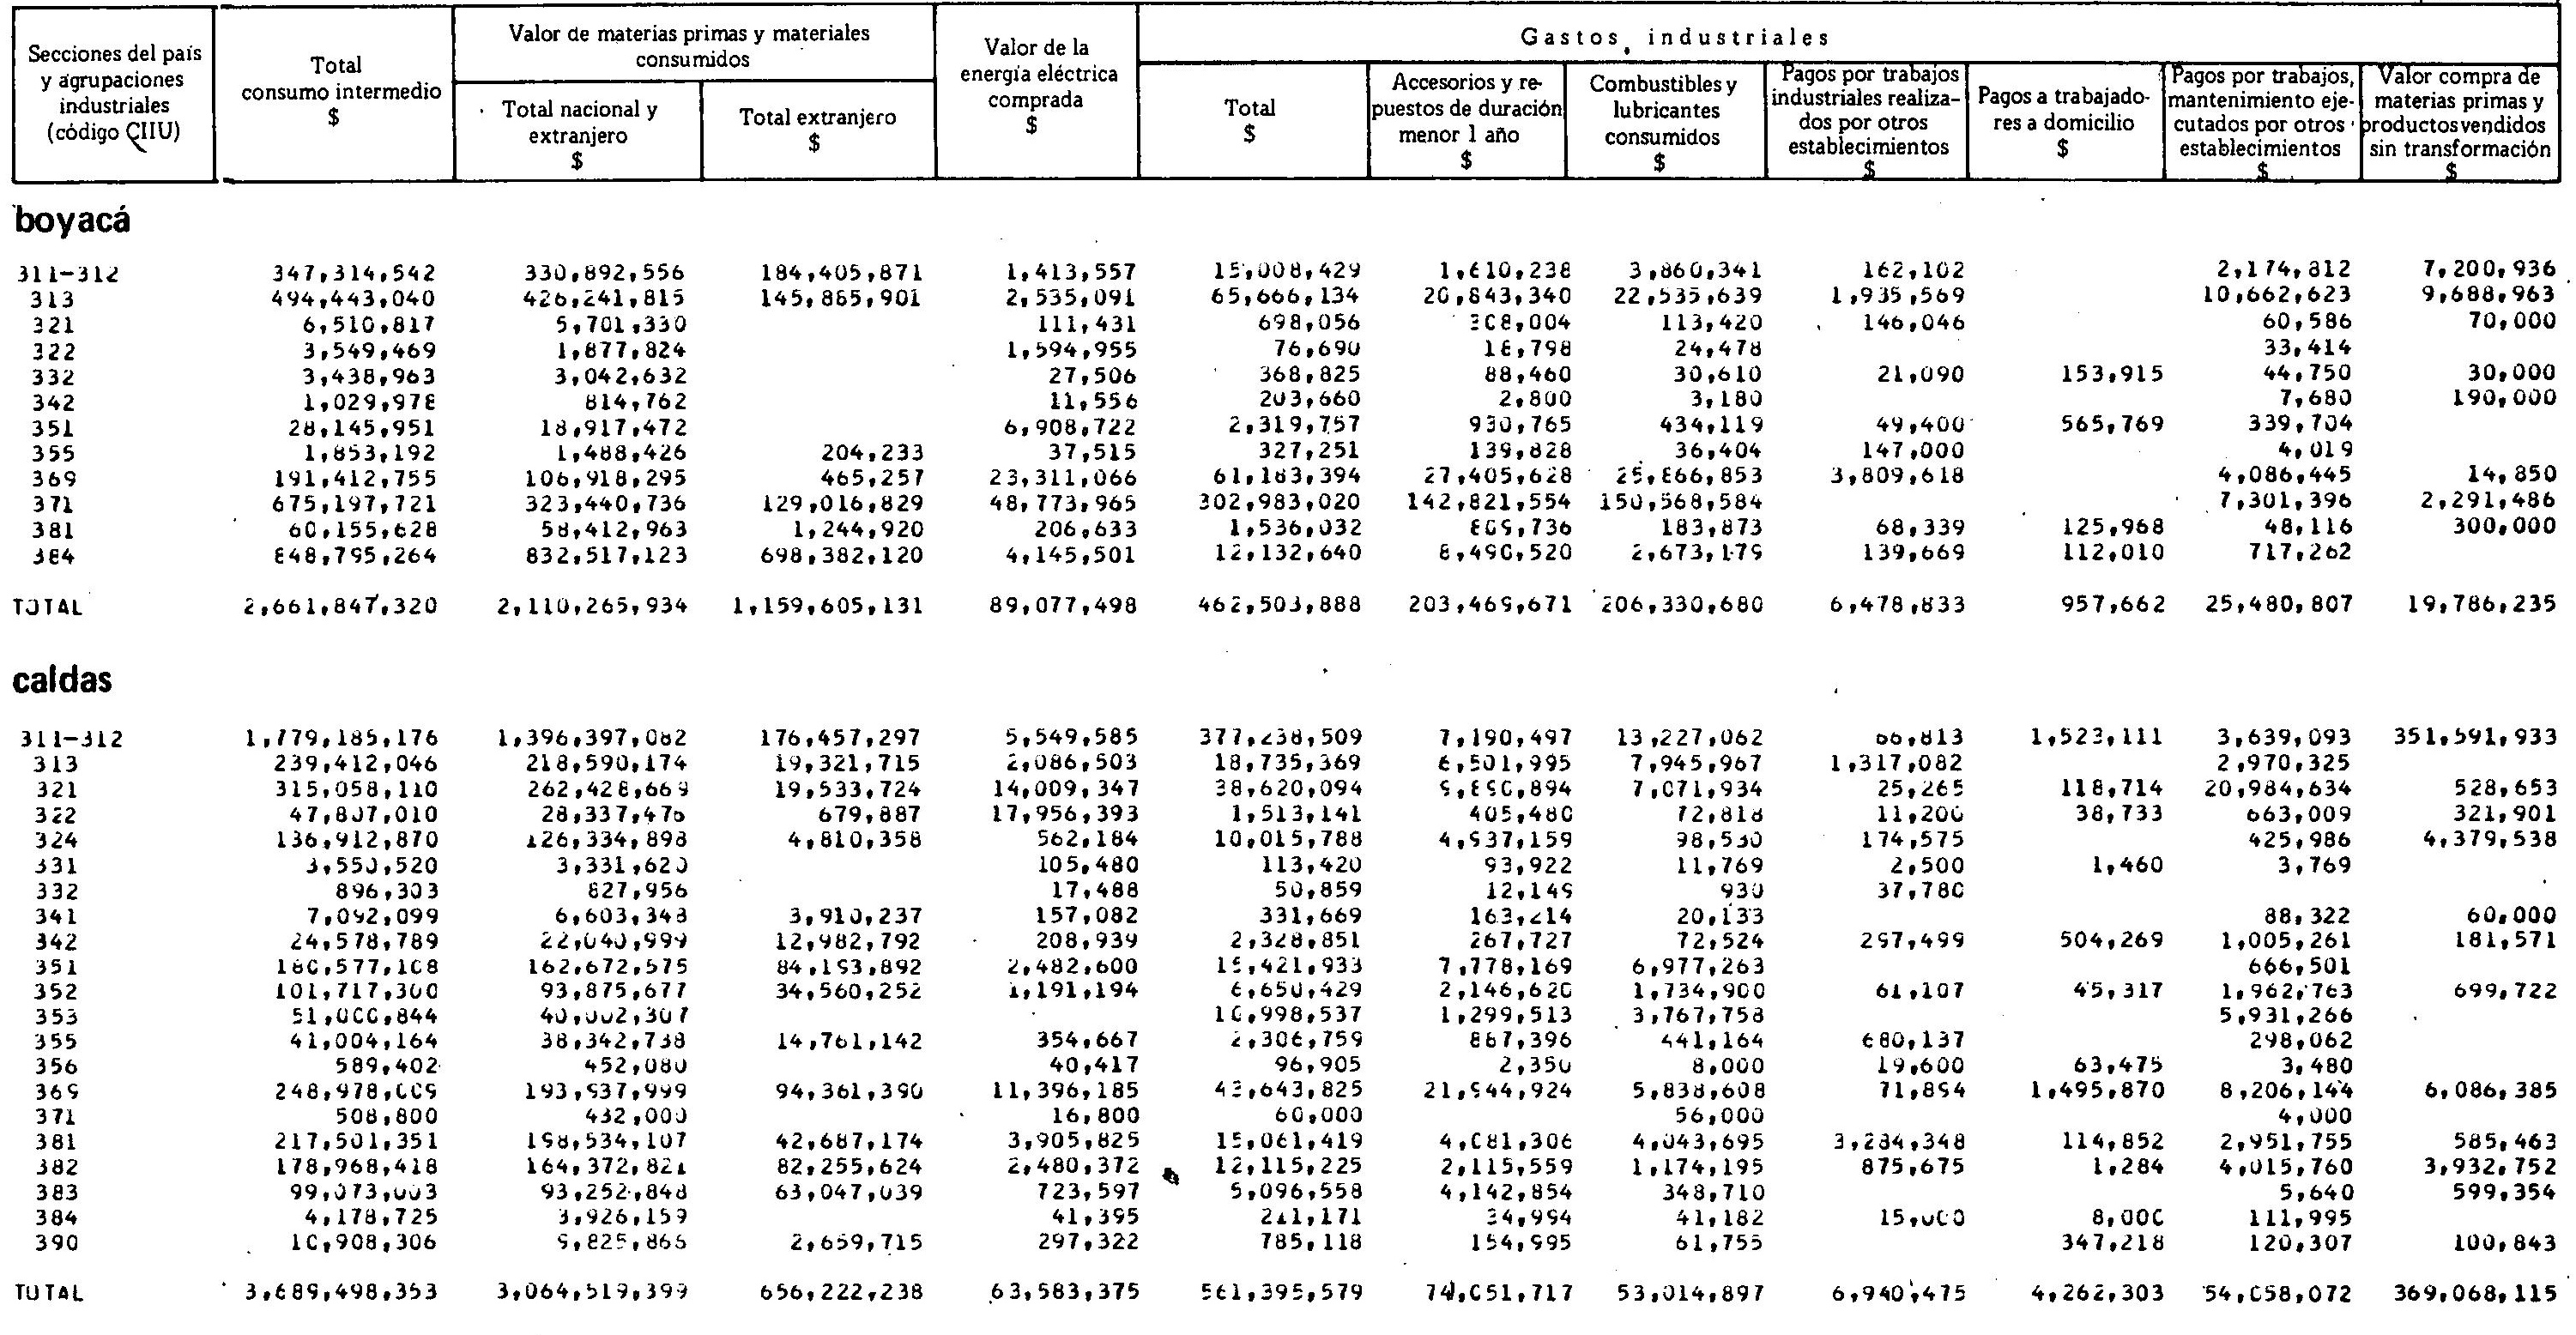 Secciones del país y agrupaciones industriales (código CIIU)
Total consumo intermedio $
Valor de materias primas y materiales consumidos
Total nacional y extranjero $
Total extranjero $
Valor de la energía eléctrica comprada $
Gastos industriales
Total $
Accesorios y repuestos de duración menor 1 año $
Combustibles y lubricantes consumidos $
Pagos por trabajos industriales realizados por otros establecimientos $
Pagos a trabajadores a domicilio $
Pagos por trabajos, mantenimiento ejecutados por otros establecimientos $
Valor compra de materias primas y productos vendidos sin transformación $
boyacá
311-312 347,314,542 330,892,556 184,405,871 1,413,557 15,008,429 1,610,238 3,860,341 162,102 2,174,812 7,200,936
313 494,443,040 426,241,815 145,865,901 2,535,091 65,666,134 20,843,340 22,535,639 1,935,569 10,662,623 9,688,963
321 6,510,817 5,701,330 111,431 698,056 308,004 113,420 146,046 60,586 70,000
322 3,549,469 1,877,824 1,594,955 76,690 18,798 24,478 33,414
332 3,438,963 3,042,632 27,506 368,825 88,460 30,610 21,090 153,915 44,750 30,000
342 1,029,978 814,762 11,556 203,660 2,800 3,180 7,680 190,000
351 28,145,951 18,917,472 6,908,722 2,319,757 930,765 434,119 49,400 565,769 339,704
355 1,853,192 1,488,426 204,233 37,515 327,251 139,828 36,404 147,000 4,019
369 191,412,755 106,918,295 465,257 23,311,066 61,183,394 27,405,628 25,866,853 3,809,618 4,086,445 14,850
371 675,197,721 323,440,736 129,016,829 48,773,965 302,983,020 142,821,554 150,568,584 7,301,396 2,291,486
381 60,155,628 58,412,963 1,244,920 206,633 1,536,032 809,736 183,873 68,339 125,968 48,116 300,000
384 848,795,264 832,517,123 698,382,120 4,145,501 12,132,640 8,490,520 2,673,179 139,669 112,010 717,262
TOTAL 2,661,847,320 2,110,265,934 1,159,605,131 89,077,498 462,503,888 203,469,671 206,330,680 6,478,833 957,662 25,480,807 19,786,235
caldas
311-312 1,779,185,176 1,396,397,082 176,457,297 5,549,585 377,238,509 7,190,497 13,227,062 66,813 1,523,111 3,639,093 351,591,933
313 239,412,046 218,590,174 19,321,715 2,086,503 18,735,369 6,501,995 7,945,967 1,317,082 2,970,325
321 315,058,110 262,428,669 19,533,724 14,009,347 38,620,094 9,890,894 7,071,934 25,265 118,714 20,984,634 528,653
322 47,807,010 28,337,476 679,887 17,956,393 1,513,141 405,480 72,818 11,200 38,733 663,009 321,901
324 136,912,870 126,334,898 4,810,358 562,184 10,015,788 4,937,159 98,530 174,575 425,986 4,379,538
331 3,550,520 3,331,620 105,480 113,420 93,922 11,769 2,500 1,460 3,769
332 896,303 827,956 17,488 50,859 12,149 930 37,780
341 7,092,099 6,603,348 3,910,237 157,082 331,669 163,214 20,133 88,322 60,000
342 24,578,789 22,040,999 12,982,792 208,939 2,328,851 267,727 72,524 297,499 504,269 1,005,261 181,571
351 180,577,108 162,672,575 84,193,892 2,482,600 15,421,933 7,778,169 6,977,263 666,501
352 101,717,300 93,875,677 34,560,252 1,191,194 6,650,429 2,146,620 1,734,900 61,107 45,317 1,962,763 699,722
353 51,000,844 40,002,307 10,998,537 1,299,513 3,767,758 5,931,266
355 41,004,164 38,342,738 14,761,142 354,667 2,306,759 887,396 441,164 680,137 298,062
356 589,402 452,080 40,417 96,905 2,350 8,000 19,600 63,475 3,480
369 248,978,009 193,937,999 94,361,390 11,396,185 43,643,825 21,944,924 5,838,608 71,894 1,495,870 8,206,144 6,086,385
371 508,800 432,000 16,800 60,000 56,000 4,000
381 217,501,351 198,534,107 42,687,174 3,905,825 15,061,419 4,081,306 4,043,695 3,284,348 114,852 2,951,755 585,463
382 178,968,418 164,372,821 82,255,624 2,480,372 12,115,225 2,115,559 1,174,195 875,675 1,284 4,015,760 3,932,752
383 99,073,003 93,252,848 63,047,039 723,597 5,096,558 4,142,854 348,710 5,640 599,354
384 4,178,725 3,926,159 41,395 211,171 34,994 41,182 15,000 8,000 111,995
390 10,908,306 9,825,866 2,659,715 297,322 785,118 154,995 61,755 347,218 120,307 100,843
TOTAL 3,689,498,353 3,064,519,399 656,222,238 63,583,375 561,395,579 74,051,717 53,014,897 6,940,475 4,262,303 54,058,072 369,068,115